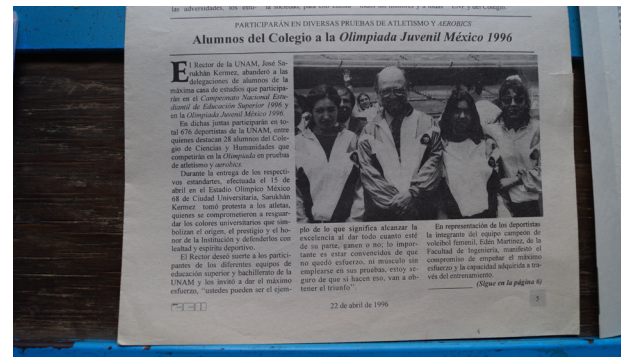 las adversidades, los estu-
PARTICIPARÁN EN DIVERSAS PRUEBAS DE ATLETISMO Y AEROBICS
Alumnos del Colegio a la Olimpiada Juvenil México 1996
El Rector de la UNAM, José Sa-
rukhán Kermez, abanderó a las
delegaciones de alumnos de la
máxima casa de estudios que participa-
rán en el Campeonato Nacional Estu-
diantil de Educación Superior 1996 y
en la Olimpiada Juvenil México 1996.
En dichas justas participarán en to-
tal 676 deportistas de la UNAM, entre
quienes destacan 28 alumnos del Cole-
gio de Ciencias y Humanidades que
competirán en la Olimpiada en pruebas
de atletismo y aerobics.
Durante la entrega de los respecti-
vos estandartes, efectuada el 15 de
abril en el Estadio Olímpico México
68 de Ciudad Universitaria, Sarukhán
Kermez tomó protesta a los atletas,
quienes se comprometieron a resguar-
dar los colores universitarios que sim-
bolizan el origen, el prestigio y el ho-
nor de la Institución y defenderlos con
lealtad y espíritu deportivo.
El Rector deseó suerte a los partici-
pantes de los diferentes equipos de
educación superior y bachillerato de la
UNAM y los invitó a dar el máximo
esfuerzo, "ustedes pueden ser el ejem-
plo de lo que significa alcanzar la
excelencia al dar todo cuanto esté
de su parte, ganen o no; lo impor-
tante es estar convencidos de que
no quedó esfuerzo, ni músculo sin
emplearse en sus pruebas; estoy se-
guro de que si hacen eso, van a ob-
tener el triunfo".
En representación de los deportistas
la integrante del equipo campeón de
voleibol femenil, Edén Martínez, de la
Facultad de Ingeniería, manifestó el
compromiso de empeñar el máximo
esfuerzo y la capacidad adquirida a tra-
vés del entrenamiento.
(Sigue en la página 6)
22 de abril de 1996
5